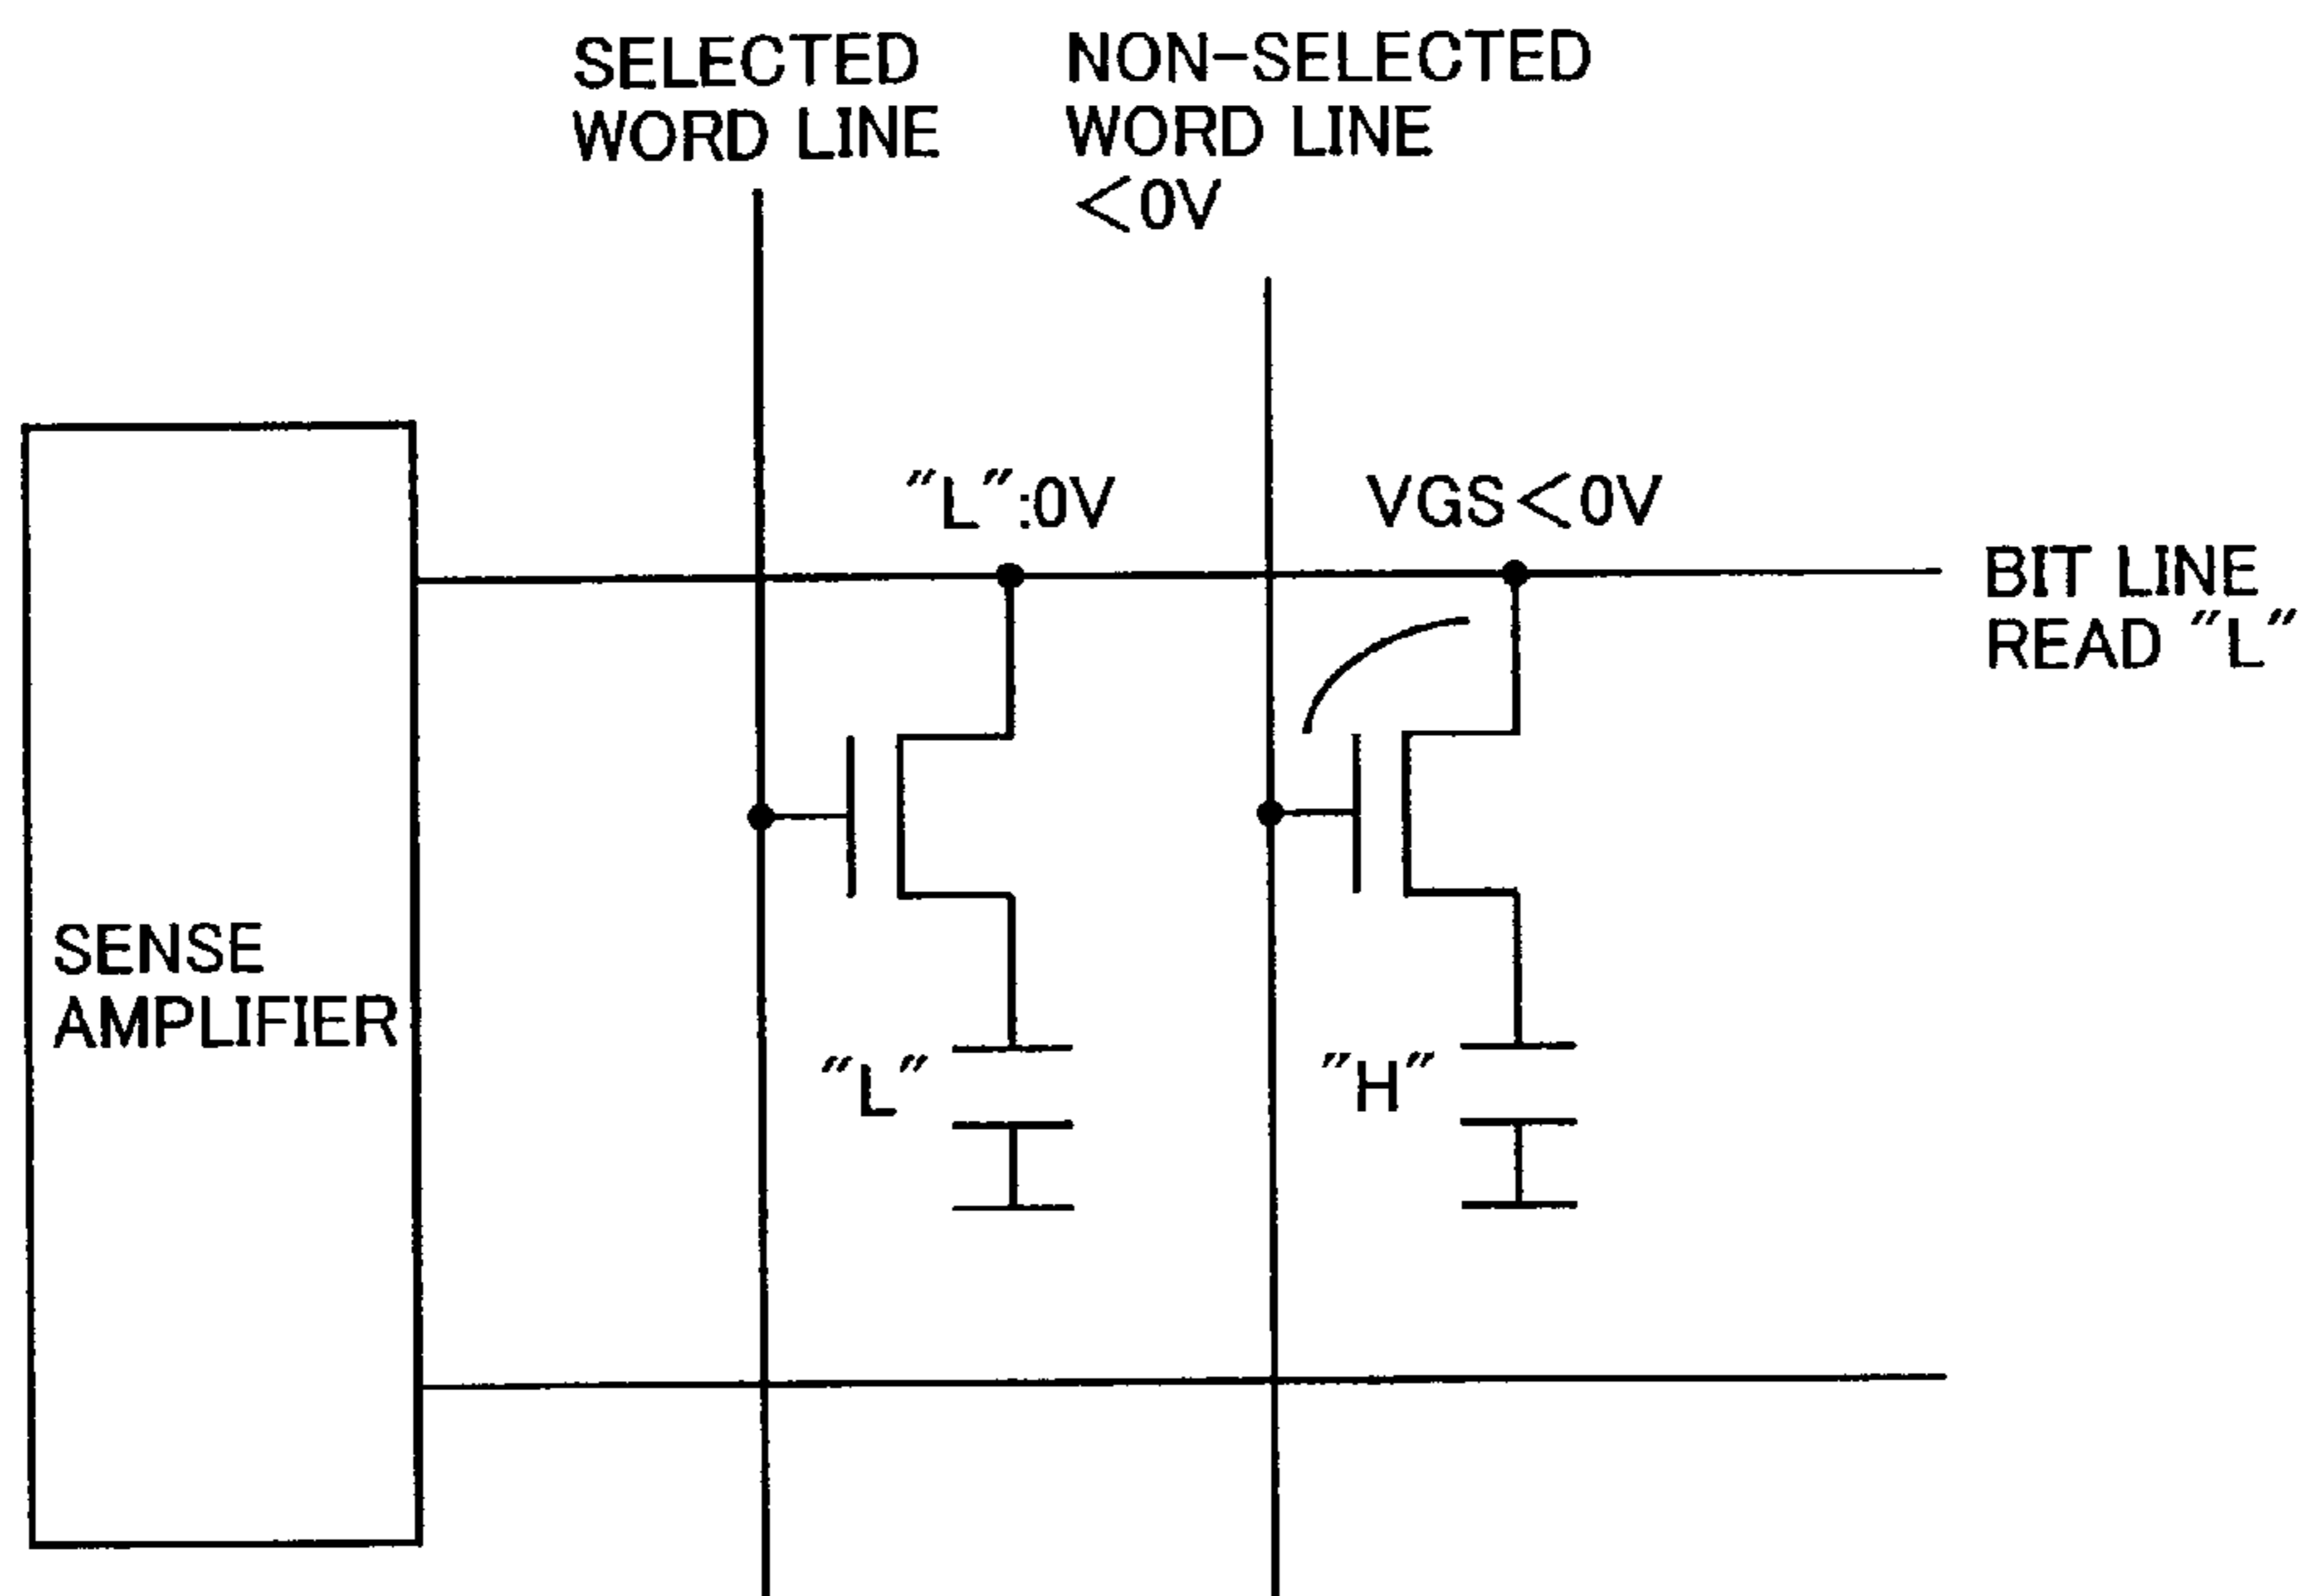 SELECTED
WORD LINE
NON-SELECTED
WORD LINE
<0V
"L":0V
VGS<0V
BIT LINE
READ "L"
SENSE
AMPLIFIER
"L"
"H"